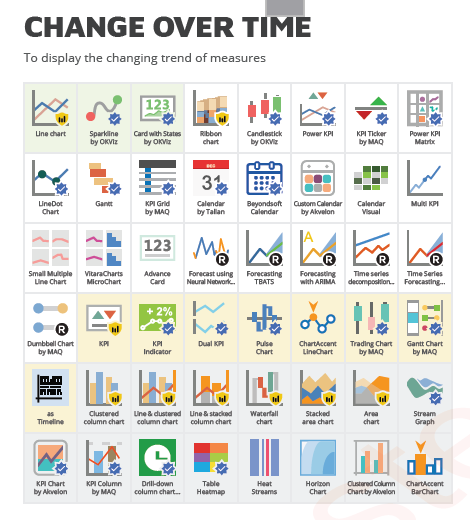 CHANGE OVER TIME
To display the changing trend of measures
123
Line chart
Sparkline
by OKViz
Card with States
by OKViz
Ribbon
chart
Candlestick
by OKViz
Power KPI
KPI Ticker
by MAQ
Power KPI
Matrix
31
LineDot
Chart
Gantt
KPI Grid
by MAQ
Calendar
by Tallan
Beyondsoft
Calendar
Custom Calendar
by Akvelon
Calendar
Visual
Multi KPI
123
R
R
A
R
R
R
Small Multiple
Line Chart
VitaraCharts
MicroChart
Advance
Card
Forecast using
Neural Network...
Forecasting
TBATS
Forecasting
with ARIMA
Time series
decomposition...
Time Series
Forecasting...
R
+ 2%
Dumbbell Chart
by MAQ
KPI
KPI
Indicator
Dual KPI
Pulse
Chart
ChartAccent
LineChart
Trading Chart
by MAQ
Gantt Chart
by MAQ
as
Timeline
Clustered
column chart
Line & clustered
column chart
Line & stacked
column chart
Waterfall
chart
Stacked
area chart
Area
chart
Stream
Graph
KPI Chart
by Akvelon
KPI Column
by MAQ
Drill-down
column chart...
Table
Heatmap
Heat
Streams
Horizon
Chart
Clustered Column
Chart by Akvelon
ChartAccent
BarChart